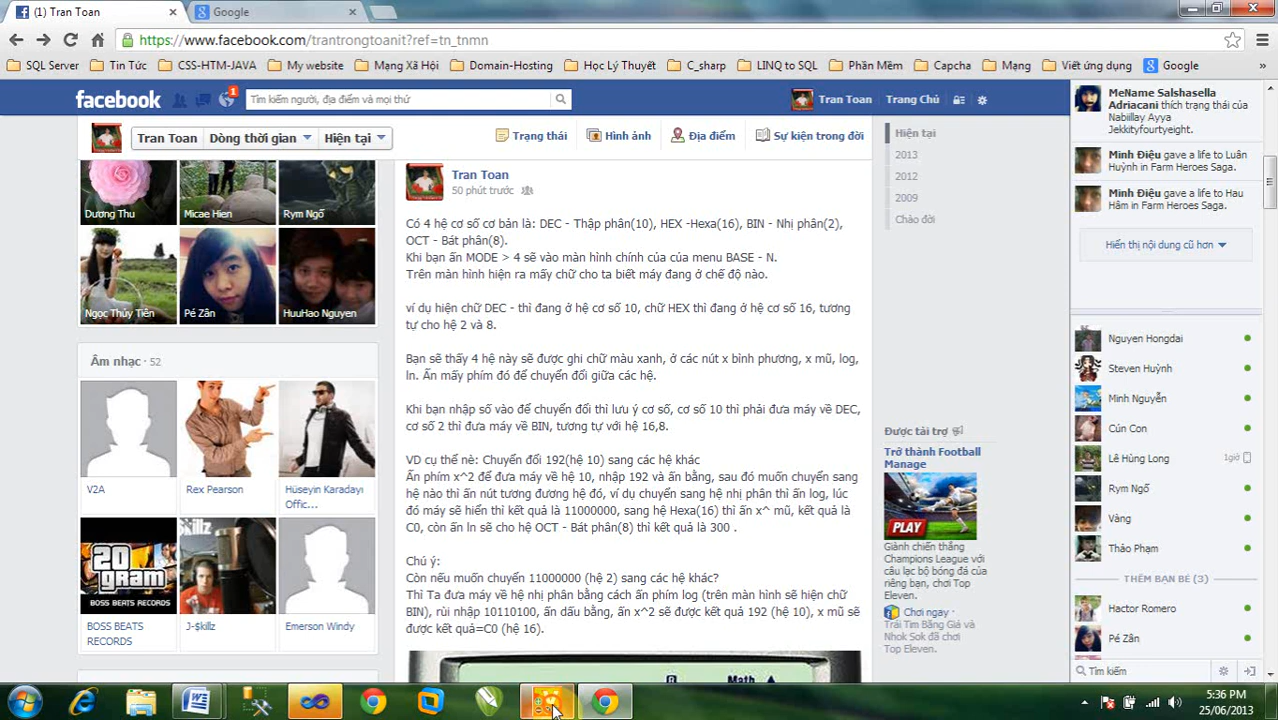 (1) Tran Toan
Google
https://www.facebook.com/trantrongtoanit?ref=tn_tnmn
SQL Server
Tin Tức
CSS-HTM-JAVA
My website
Mạng Xã Hội
Domain-Hosting
Học Lý Thuyết
C_sharp
LINQ to SQL
Phần Mềm
Capcha
Mạng
Viết ứng dụng
Google
»
facebook
1
Tìm kiếm người, địa điểm và mọi thứ
Tran Toan
Trang Chủ
Tran Toan
Dòng thời gian
Hiện tại
Trạng thái
Hình ảnh
Địa điểm
Sự kiện trong đời
Dương Thu
Micae Hien
Rym Ngố
Ngọc Thủy Tiên
Pé Zân
HuuHao Nguyen
Âm nhạc · 52
V2A
Rex Pearson
Hüseyin Karadayı
Offic...
20
GRAM
BOSS BEATS RECORDS
BOSS BEATS
RECORDS
J-$killz
Emerson Windy
Tran Toan
50 phút trước
Có 4 hệ cơ số cơ bản là: DEC - Thập phân(10), HEX -Hexa(16), BIN - Nhị phân(2),
OCT - Bát phân(8).
Khi bạn ấn MODE > 4 sẽ vào màn hình chính của của menu BASE - N.
Trên màn hình hiện ra mấy chữ cho ta biết máy đang ở chế độ nào.
ví dụ hiện chữ DEC - thì đang ở hệ cơ số 10, chữ HEX thì đang ở hệ cơ số 16, tương
tự cho hệ 2 và 8.
Bạn sẽ thấy 4 hệ này sẽ được ghi chữ màu xanh, ở các nút x bình phương, x mũ, log,
ln. Ấn mấy phím đó để chuyển đổi giữa các hệ.
Khi bạn nhập số vào để chuyển đổi thì lưu ý cơ số, cơ số 10 thì phải đưa máy về DEC,
cơ số 2 thì đưa máy về BIN, tương tự với hệ 16,8.
VD cụ thể nè: Chuyển đổi 192(hệ 10) sang các hệ khác
Ấn phím x^2 để đưa máy về hệ 10, nhập 192 và ấn bằng, sau đó muốn chuyển sang
hệ nào thì ấn nút tương đương hệ đó, ví dụ chuyển sang hệ nhị phân thì ấn log, lúc
đó máy sẽ hiển thì kết quả là 11000000, sang hệ Hexa(16) thì ấn x^ mũ, kết quả là
C0, còn ấn ln sẽ cho hệ OCT - Bát phân(8) thì kết quả là 300 .
Chú ý:
Còn nếu muốn chuyển 11000000 (hệ 2) sang các hệ khác?
Thì Ta đưa máy về hệ nhị phân bằng cách ấn phím log (trên màn hình sẽ hiện chữ
BIN), rùi nhập 10110100, ấn dấu bằng, ấn x^2 sẽ được kết quả 192 (hệ 10), x mũ sẽ
được kết quả=C0 (hệ 16).
Math
Hiện tại
2013
2012
2009
Chào đời
Được tài trợ
Trở thành Football
Manage
PLAY
Giành chiến thắng
Champions League với
câu lạc bộ bóng đá của
riêng bạn, chơi Top
Eleven.
Chơi ngay ·
Trái Tim Băng Giá và
Nhok Sok đã chơi
Top Eleven.
MeName Salshasella
Adriacani thích trạng thái của
Nabiillay Ayya
Jekkityfourtyeight.
Minh Điệu gave a life to Luân
Huỳnh in Farm Heroes Saga.
Minh Điệu gave a life to Hau
Hâm in Farm Heroes Saga.
Hiển thị nội dung cũ hơn
Nguyen Hongdai
Steven Huỳnh
Minh Nguyễn
Cún Con
Lê Hùng Long
1giờ
Rym Ngố
Vàng
Thảo Phạm
THÊM BẠN BÈ (3)
Hactor Romero
Pé Zân
Tìm kiếm
5:36 PM
25/06/2013